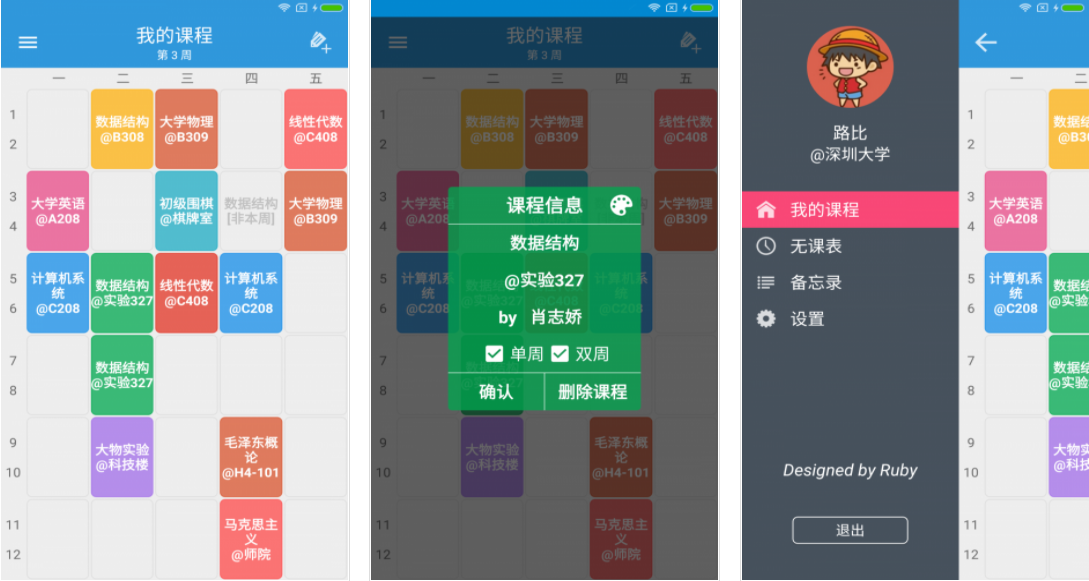 我的课程
第 3 周
一 二 三 四 五
1
数据结构
@B308
大学物理
@B309
线性代数
@C408
2
3
大学英语
@A208
初级围棋
@棋牌室
数据结构
[非本周]
大学物理
@B309
4
5
计算机系
统
@C208
数据结构
@实验327
线性代数
@C408
计算机系
统
@C208
6
7
数据结构
@实验327
8
9
大物实验
@科技楼
毛泽东概
论
@H4-101
10
11
马克思主
义
@师院
12
我的课程
第 3 周
一 二 三 四 五
1
数据结构
@B308
大学物理
@B309
线性代数
@C408
2
3
大学英语
@A208
大学物理
@B309
4
5
计算机系
统
@C208
6
7
8
9
大物实验
@科技楼
毛泽东概
论
@H4-101
10
11
马克思主
义
@师院
12
课程信息
数据结构
@实验327
by 肖志娇
单周 双周
确认 删除课程
路比
@深圳大学
我的课程
无课表
备忘录
设置
Designed by Ruby
退出
一 二
1
数据结
@B30
2
3
大学英语
@A208
4
5
计算机系
统
@C208
数据结
@实验
6
7
数据结
@实验
8
9
大物实
@科技
10
11
12